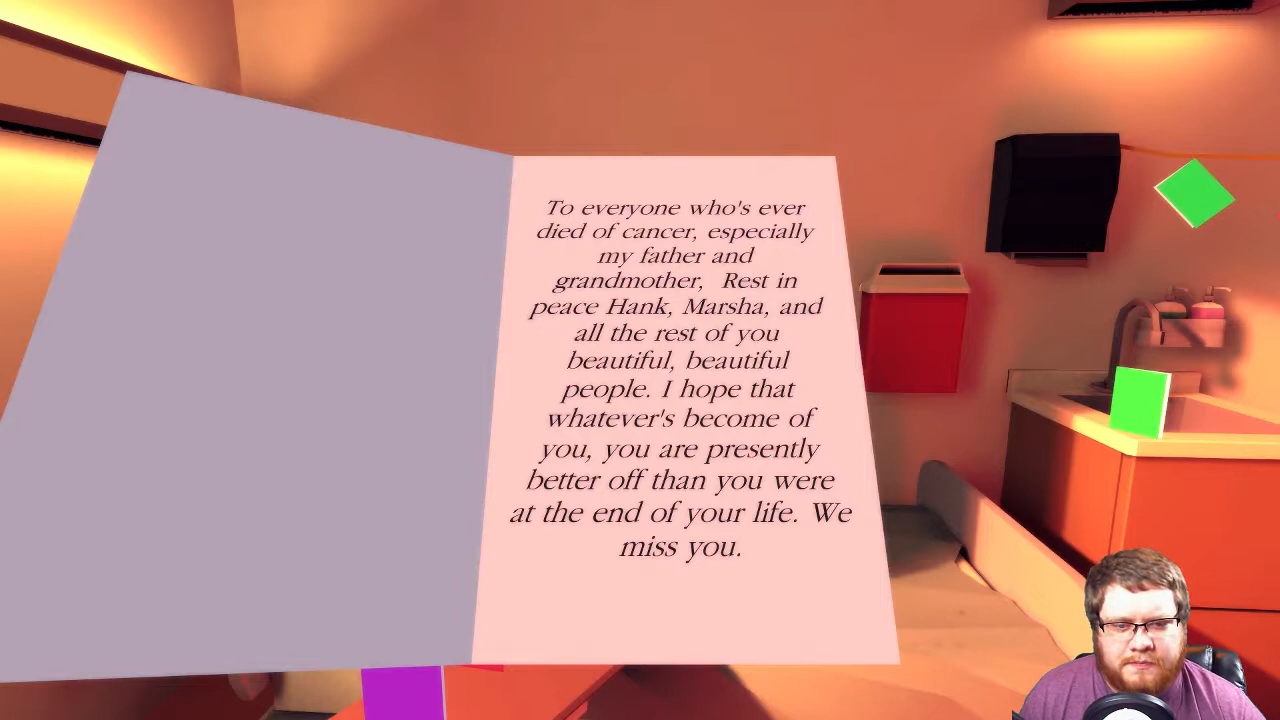 To everyone who's ever
died of cancer, especially
my father and
grandmother,  Rest in
peace Hank, Marsha, and
all the rest of you
beautiful, beautiful
people. I hope that
whatever's become of
you, you are presently
better off than you were
at the end of your life. We
miss you.